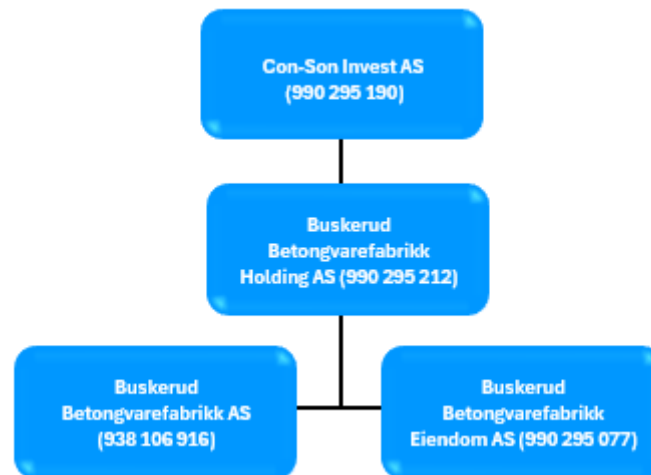 Con-Son Invest AS
(990 295 190)
Buskerud
Betongvarefabrikk
Holding AS (990 295 212)
Buskerud
Betongvarefabrikk AS
(938 106 916)
Buskerud
Betongvarefabrikk
Eiendom AS (990 295 077)